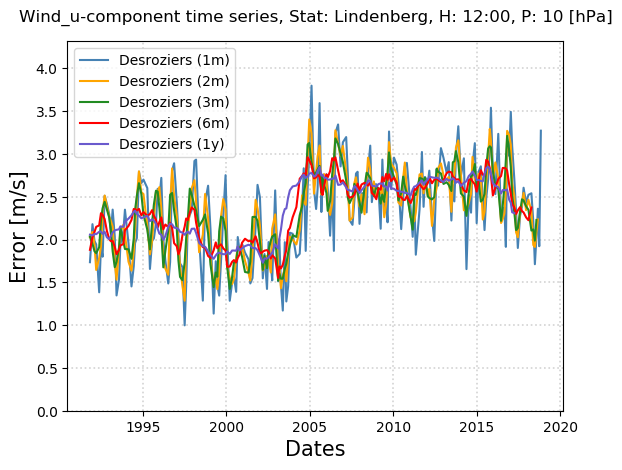 Wind_u-component time series, Stat: Lindenberg, H: 12:00, P: 10 [hPa]
Desroziers (1m)
Desroziers (2m)
Desroziers (3m)
Desroziers (6m)
Desroziers (1y)
Error [m/s]
4.0
3.5
3.0
2.5
2.0
1.5
1.0
0.5
0.0
1995 2000 2005 2010 2015 2020
Dates